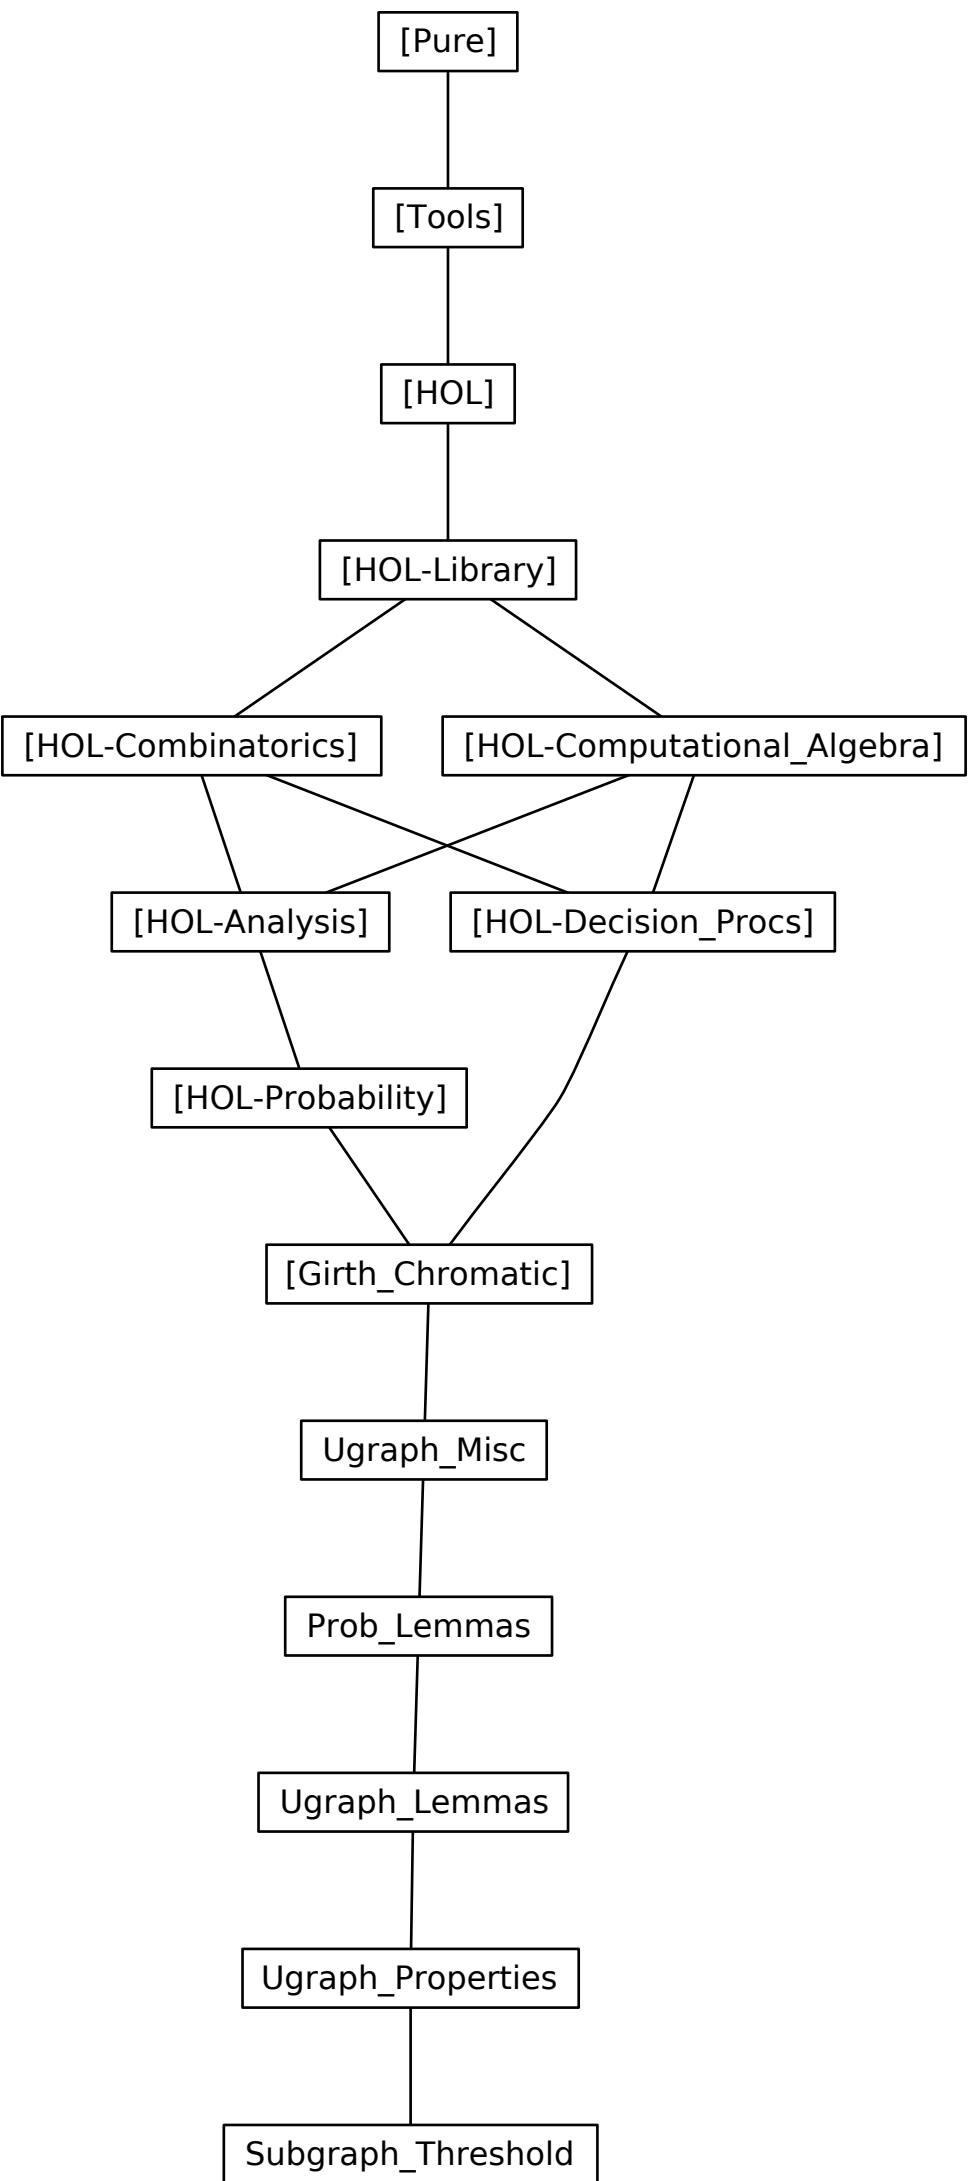 [Pure]
[Tools]
[HOL]
[HOL-Library]
[HOL-Combinatorics]
[HOL-Computational_Algebra]
[HOL-Analysis]
[HOL-Decision_Procs]
[HOL-Probability]
[Girth_Chromatic]
Ugraph_Misc
Prob_Lemmas
Ugraph_Lemmas
Ugraph_Properties
Subgraph_Threshold